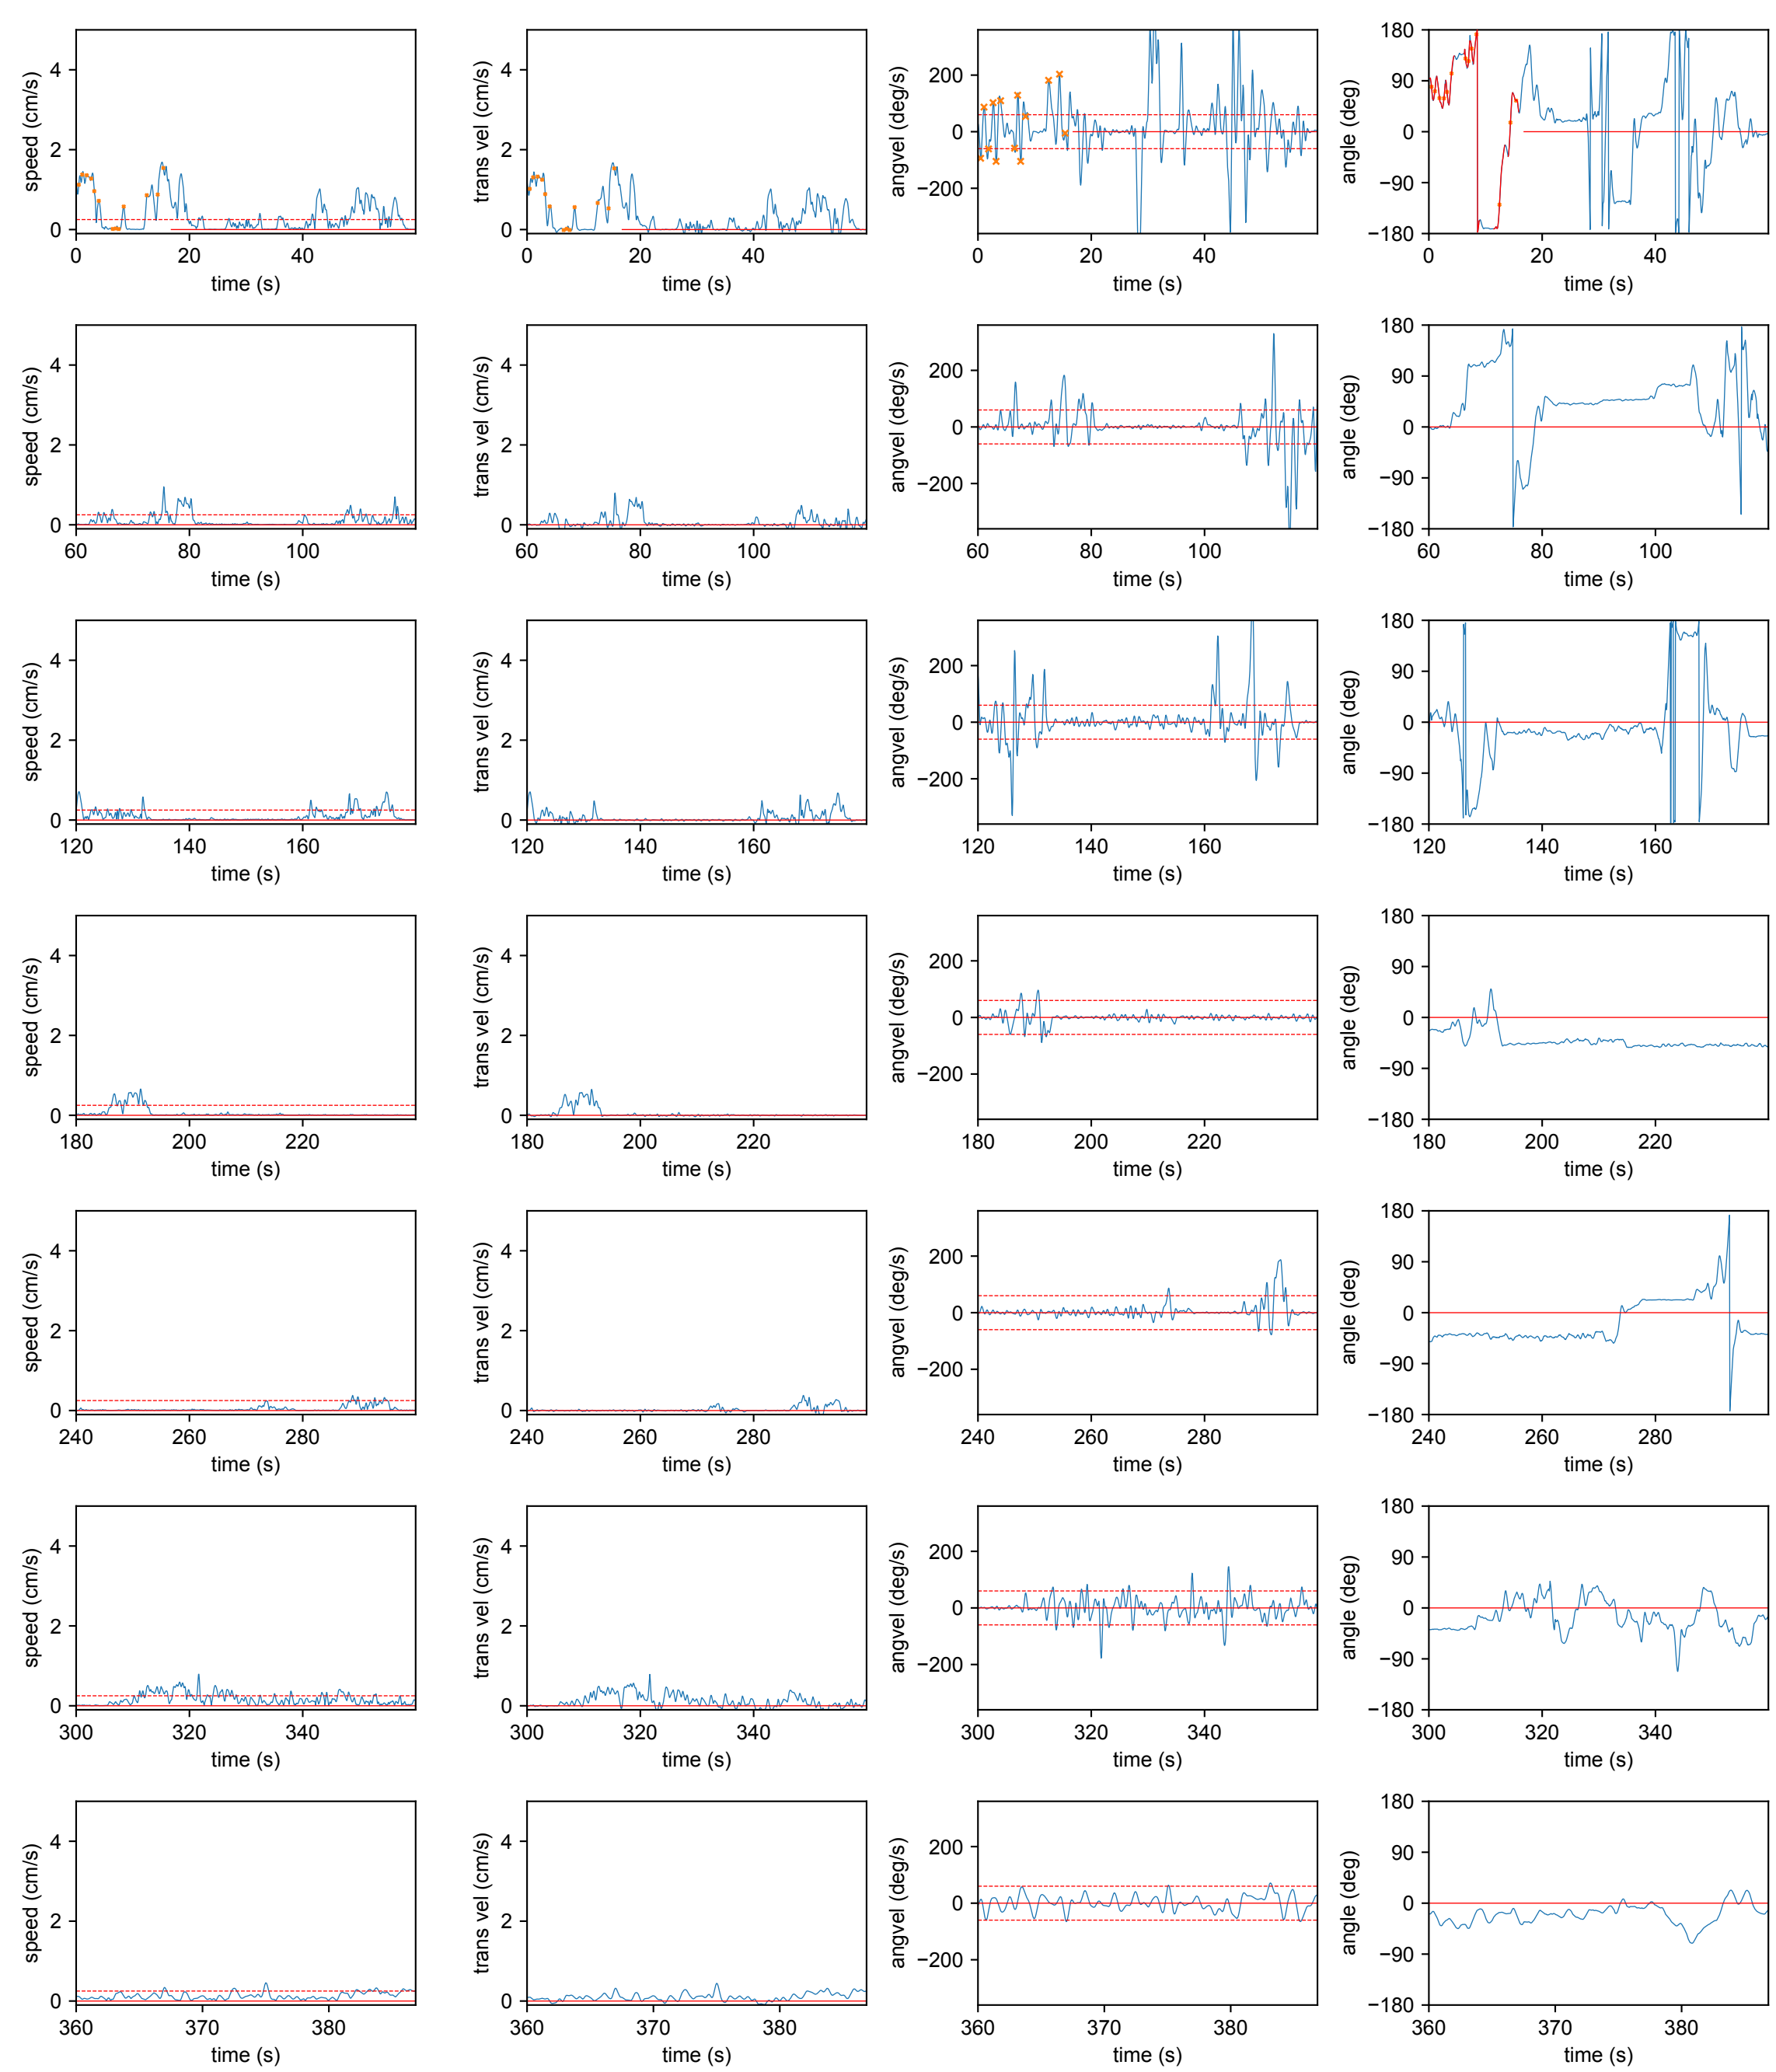 speed (cm/s)
4
2
0
0 20 40
time (s)
trans vel (cm/s)
4
2
0
0 20 40
time (s)
angvel (deg/s)
200
0
−200
0 20 40
time (s)
angle (deg)
180
90
0
−90
−180
0 20 40
time (s)
speed (cm/s)
4
2
0
60 80 100
time (s)
trans vel (cm/s)
4
2
0
60 80 100
time (s)
angvel (deg/s)
200
0
−200
60 80 100
time (s)
angle (deg)
180
90
0
−90
−180
60 80 100
time (s)
speed (cm/s)
4
2
0
120 140 160
time (s)
trans vel (cm/s)
4
2
0
120 140 160
time (s)
angvel (deg/s)
200
0
−200
120 140 160
time (s)
angle (deg)
180
90
0
−90
−180
120 140 160
time (s)
speed (cm/s)
4
2
0
180 200 220
time (s)
trans vel (cm/s)
4
2
0
180 200 220
time (s)
angvel (deg/s)
200
0
−200
180 200 220
time (s)
angle (deg)
180
90
0
−90
−180
180 200 220
time (s)
speed (cm/s)
4
2
0
240 260 280
time (s)
trans vel (cm/s)
4
2
0
240 260 280
time (s)
angvel (deg/s)
200
0
−200
240 260 280
time (s)
angle (deg)
180
90
0
−90
−180
240 260 280
time (s)
speed (cm/s)
4
2
0
300 320 340
time (s)
trans vel (cm/s)
4
2
0
300 320 340
time (s)
angvel (deg/s)
200
0
−200
300 320 340
time (s)
angle (deg)
180
90
0
−90
−180
300 320 340
time (s)
speed (cm/s)
4
2
0
360 370 380
time (s)
trans vel (cm/s)
4
2
0
360 370 380
time (s)
angvel (deg/s)
200
0
−200
360 370 380
time (s)
angle (deg)
180
90
0
−90
−180
360 370 380
time (s)